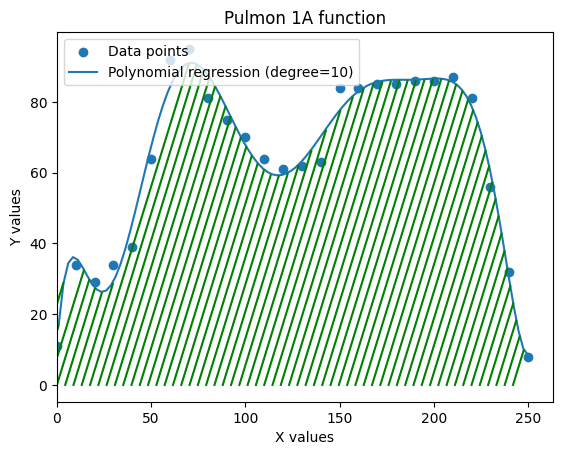 Pulmon 1A function
Data points
Polynomial regression (degree=10)
Y values
80
60
40
20
0
0 50 100 150 200 250
X values